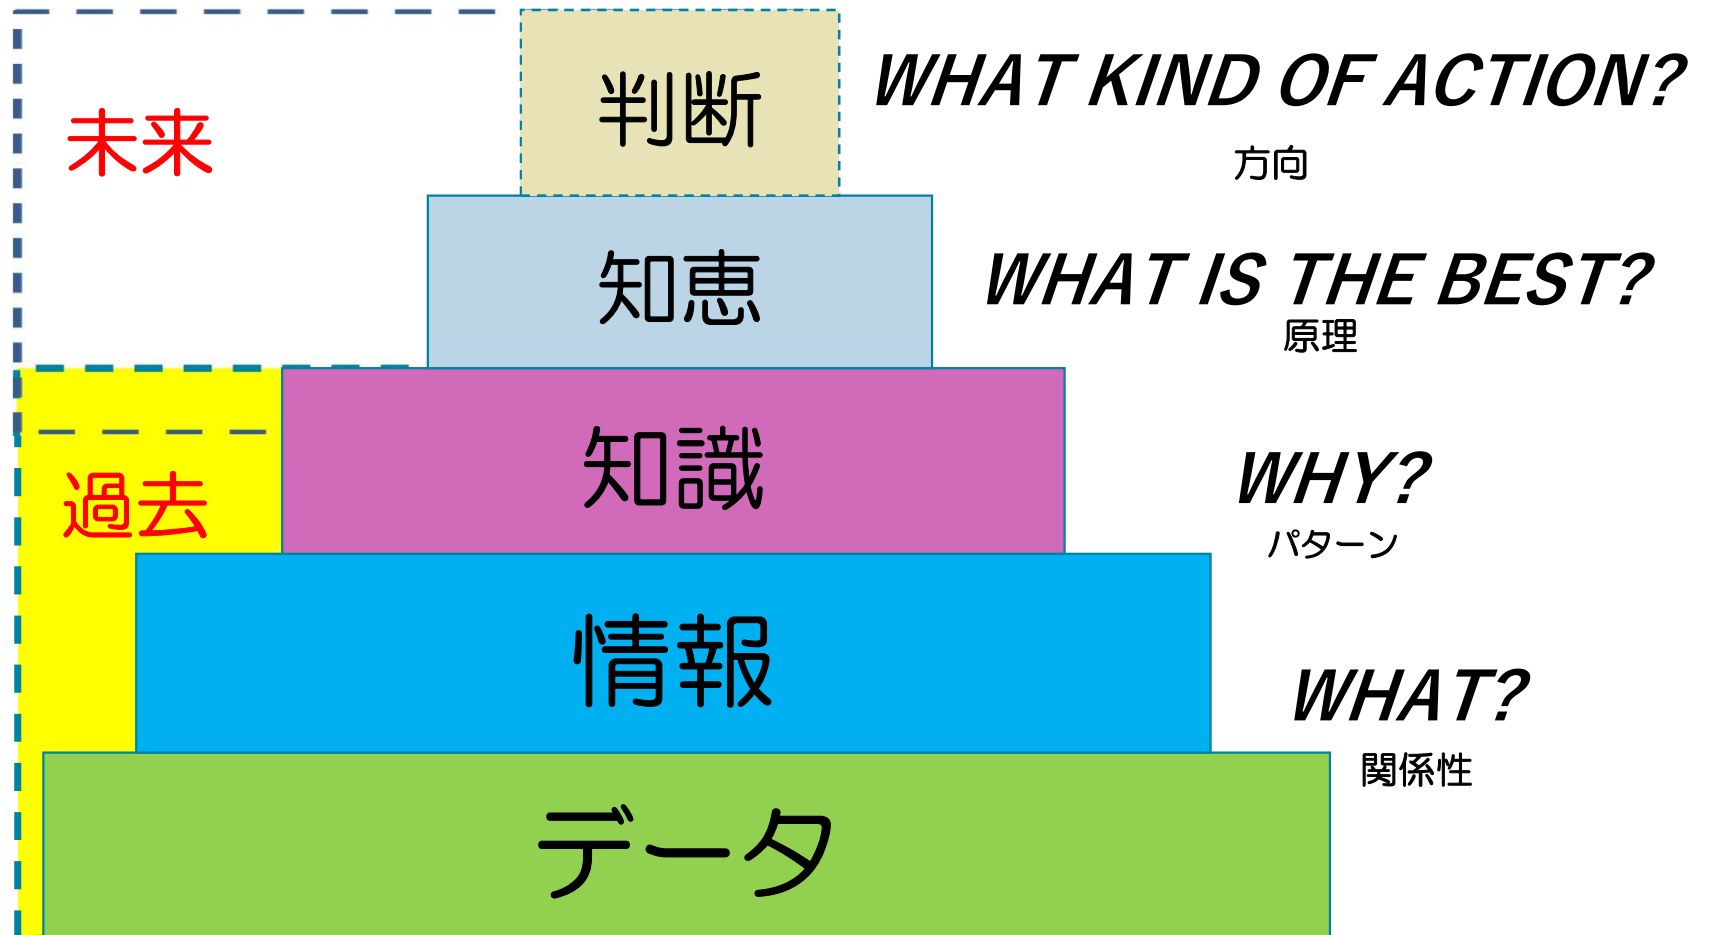 判断
WHAT KIND OF ACTION?
方向
未来
知恵
WHAT IS THE BEST?
原理
知識
WHY?
パターン
過去
情報
WHAT?
関係性
データ